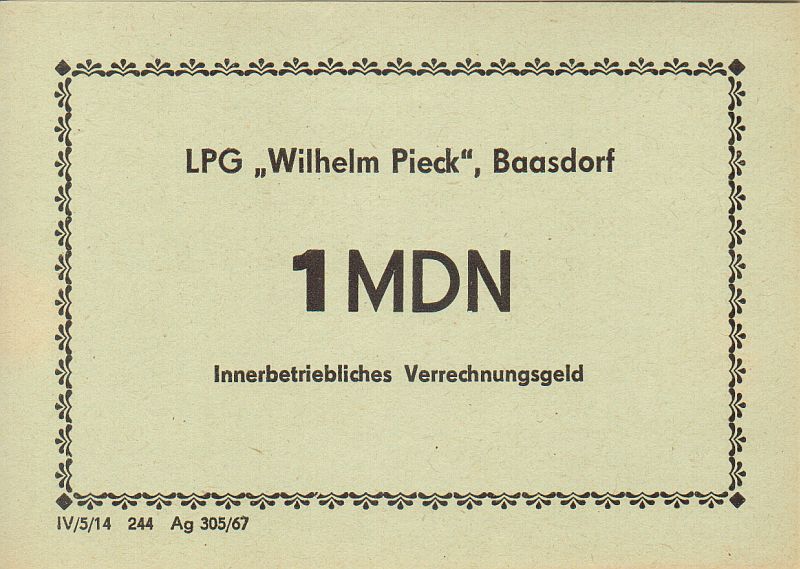 LPG „Wilhelm Pieck“, Baasdorf
1 MDN
Innerbetriebliches Verrechnungsgeld
IV/5/14 244 Ag 305/67